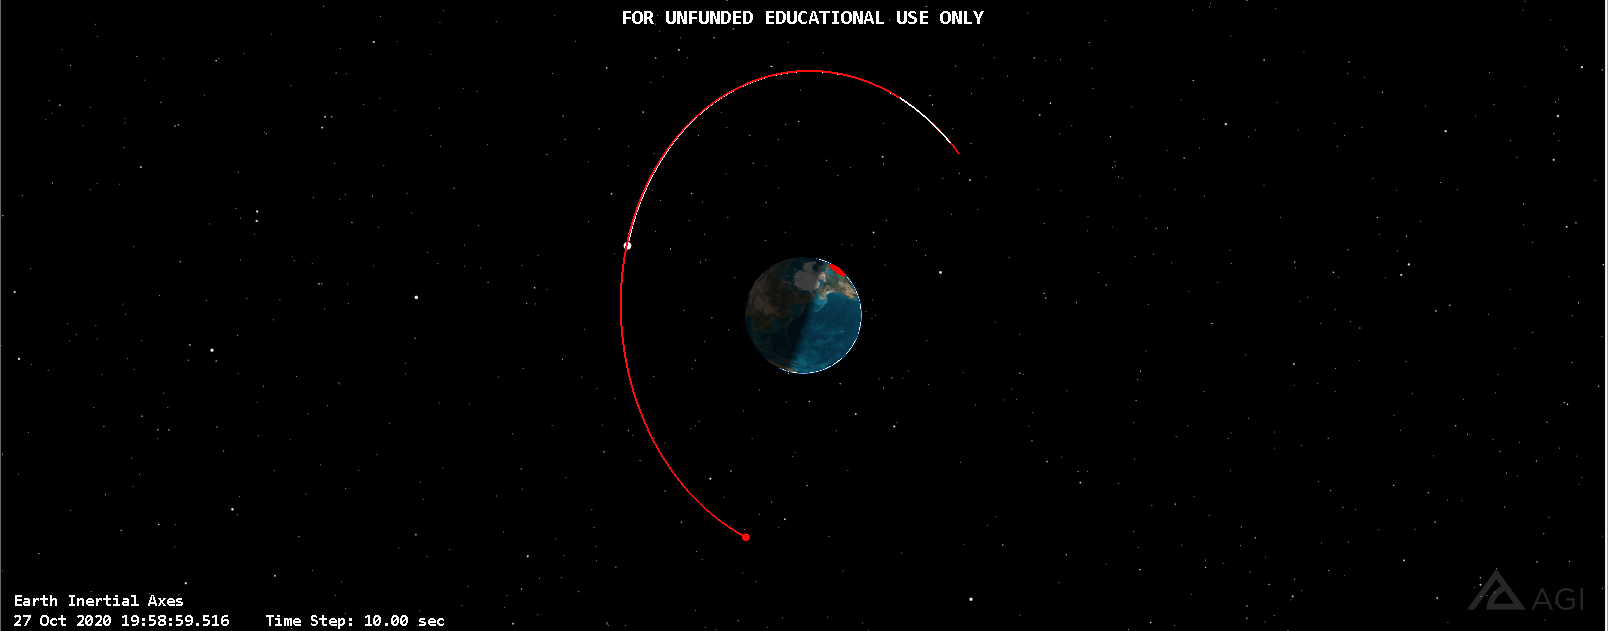 FOR UNFUNDED EDUCATIONAL USE ONLY
AGI
Earth Inertial Axes
27 Oct 2020 19:58:59.516 Time Step: 10.00 sec